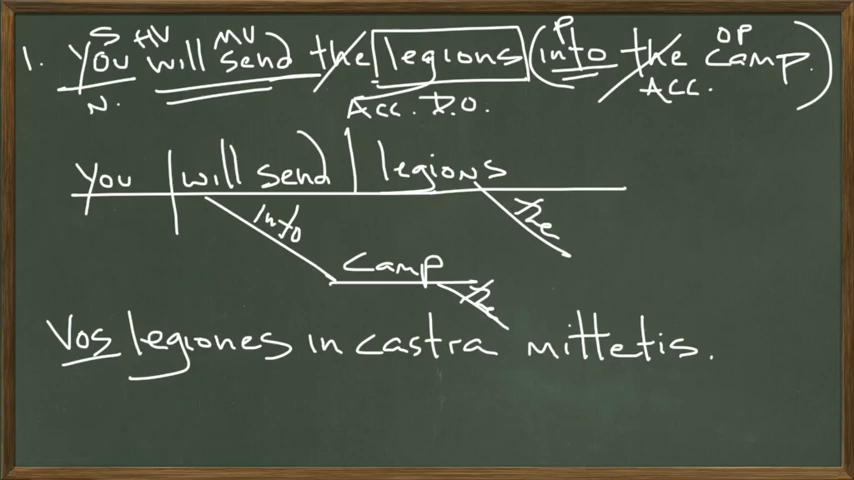 S HV MV P OP
1. You will send the legions (into the camp.)
N. Acc. D.O. Acc.
you will send legions
into the
camp
the
Vos legiones in castra mittetis.